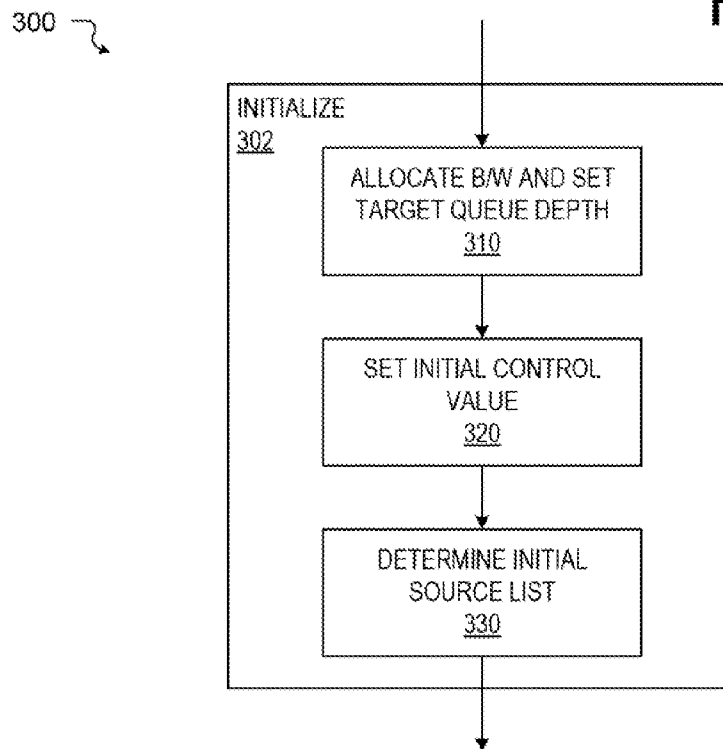 300
INITIALIZE
302
ALLOCATE B/W AND SET
TARGET QUEUE DEPTH
310
SET INITIAL CONTROL
VALUE
320
DETERMINE INITIAL
SOURCE LIST
330